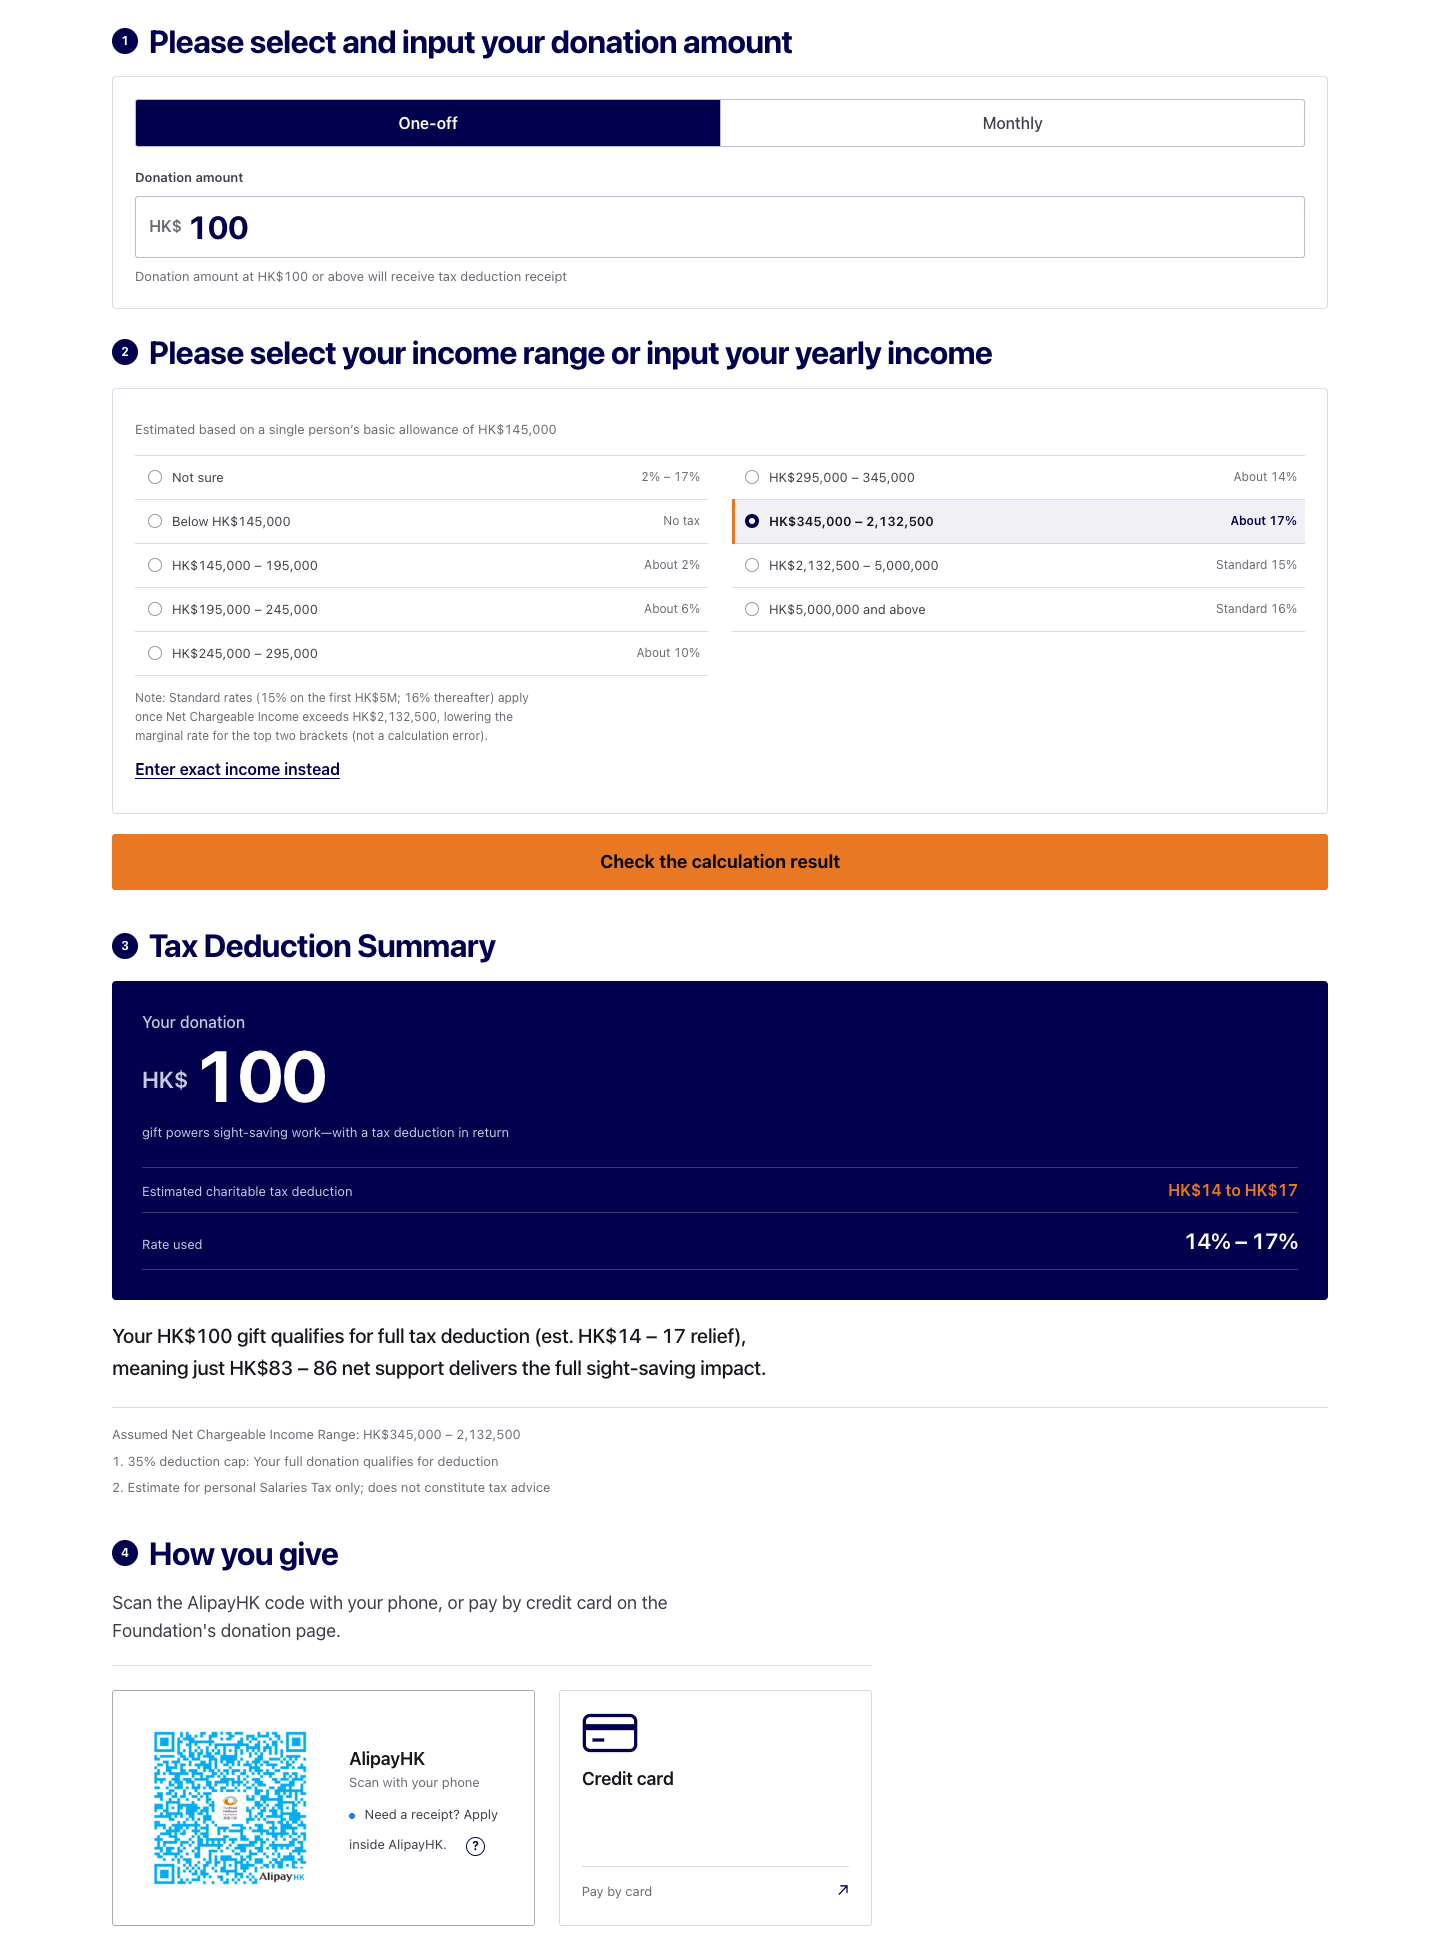 1 Please select and input your donation amount
One-off
Monthly
Donation amount
HK$ 100
Donation amount at HK$100 or above will receive tax deduction receipt
2 Please select your income range or input your yearly income
Estimated based on a single person's basic allowance of HK$145,000
Not sure 2% – 17%
Below HK$145,000 No tax
HK$145,000 – 195,000 About 2%
HK$195,000 – 245,000 About 6%
HK$245,000 – 295,000 About 10%
HK$295,000 – 345,000 About 14%
HK$345,000 – 2,132,500 About 17%
HK$2,132,500 – 5,000,000 Standard 15%
HK$5,000,000 and above Standard 16%
Note: Standard rates (15% on the first HK$5M; 16% thereafter) apply
once Net Chargeable Income exceeds HK$2,132,500, lowering the
marginal rate for the top two brackets (not a calculation error).
Enter exact income instead
Check the calculation result
3 Tax Deduction Summary
Your donation
HK$ 100
gift powers sight-saving work—with a tax deduction in return
Estimated charitable tax deduction HK$14 to HK$17
Rate used 14% – 17%
Your HK$100 gift qualifies for full tax deduction (est. HK$14 – 17 relief),
meaning just HK$83 – 86 net support delivers the full sight-saving impact.
Assumed Net Chargeable Income Range: HK$345,000 – 2,132,500
1. 35% deduction cap: Your full donation qualifies for deduction
2. Estimate for personal Salaries Tax only; does not constitute tax advice
4 How you give
Scan the AlipayHK code with your phone, or pay by credit card on the
Foundation's donation page.
AlipayHK
Scan with your phone
Need a receipt? Apply
inside AlipayHK. ?
Alipay HK
Credit card
Pay by card